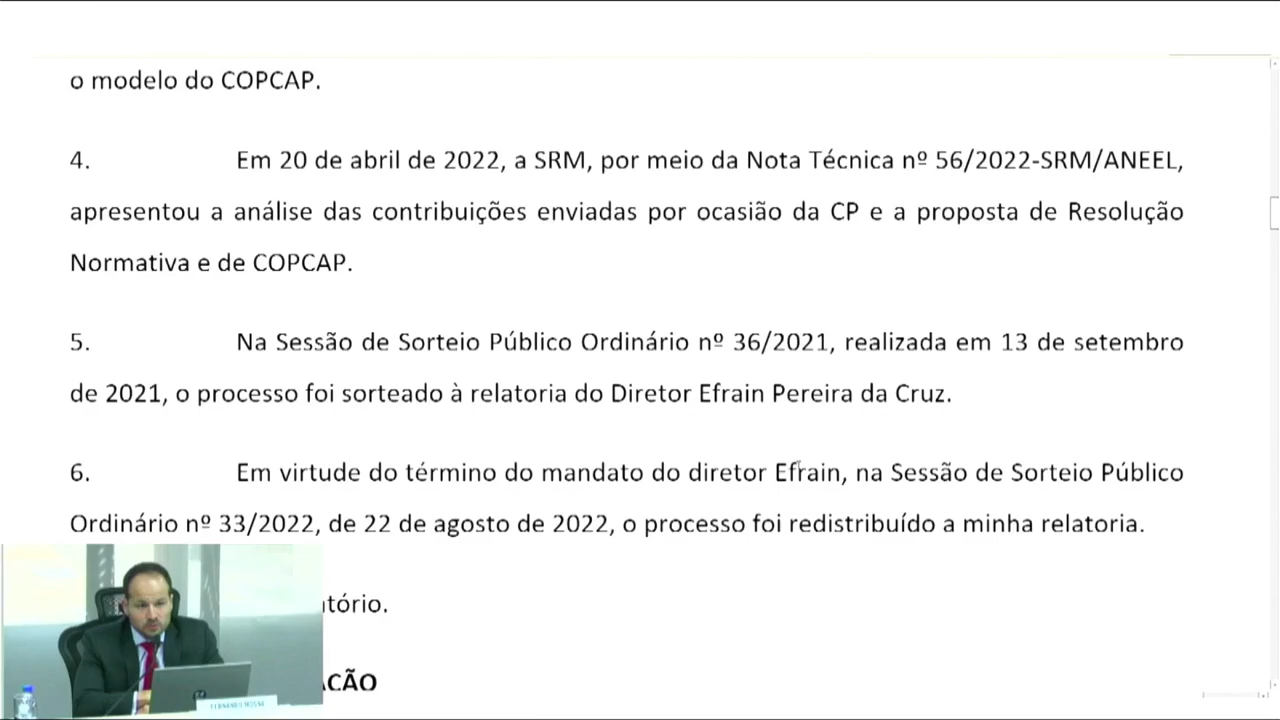 o modelo do COPCAP.
4. Em 20 de abril de 2022, a SRM, por meio da Nota Técnica nº 56/2022-SRM/ANEEL,
apresentou a análise das contribuições enviadas por ocasião da CP e a proposta de Resolução
Normativa e de COPCAP.
5. Na Sessão de Sorteio Público Ordinário nº 36/2021, realizada em 13 de setembro
de 2021, o processo foi sorteado à relatoria do Diretor Efrain Pereira da Cruz.
6. Em virtude do término do mandato do diretor Efrain, na Sessão de Sorteio Público
Ordinário nº 33/2022, de 22 de agosto de 2022, o processo foi redistribuído a minha relatoria.
tório.
ÇÃO